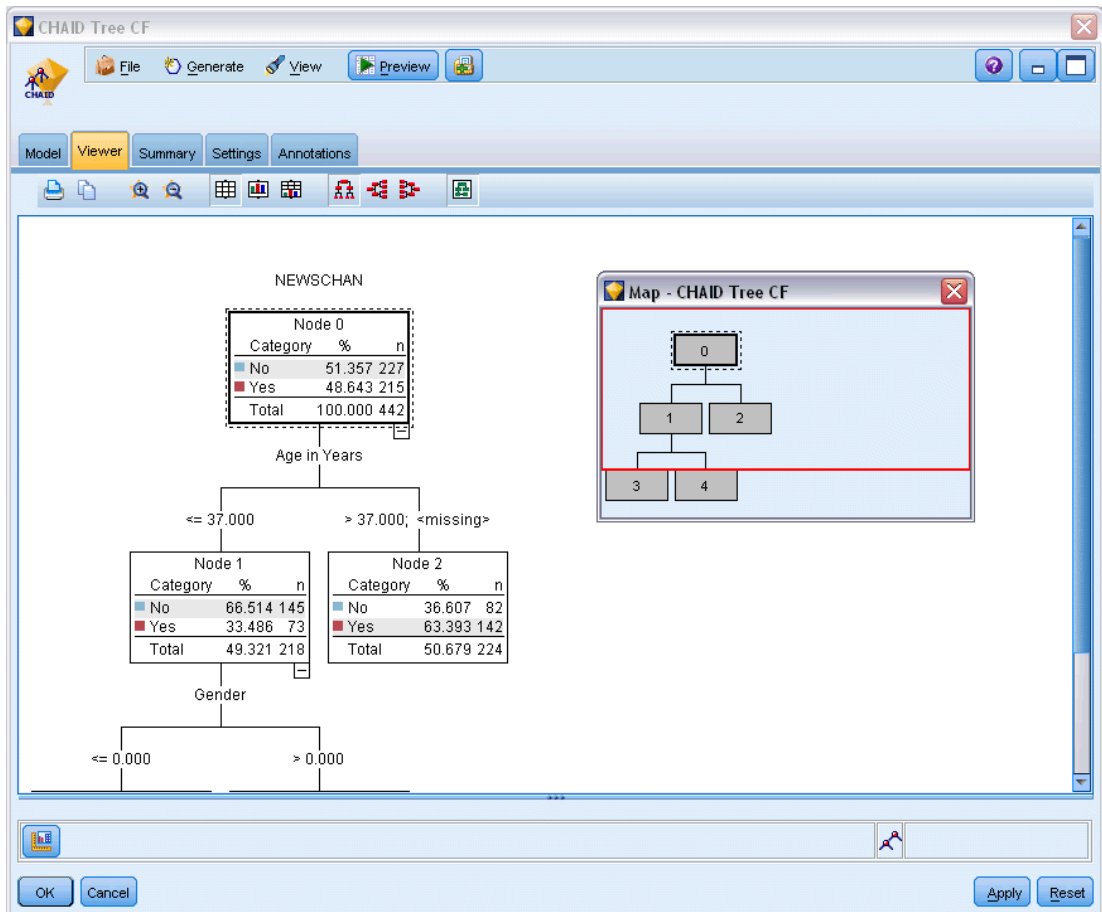 CHAID Tree CF
CHAID
File Generate View Preview
Model Viewer Summary Settings Annotations
NEWSCHAN
Node 0
Category % n
No 51.357 227
Yes 48.643 215
Total 100.000 442
Age in Years
<= 37.000 > 37.000; <missing>
Node 1
Category % n
No 66.514 145
Yes 33.486 73
Total 49.321 218
Node 2
Category % n
No 36.607 82
Yes 63.393 142
Total 50.679 224
Gender
<= 0.000 > 0.000
Map - CHAID Tree CF
0
1 2
3 4
OK Cancel Apply Reset